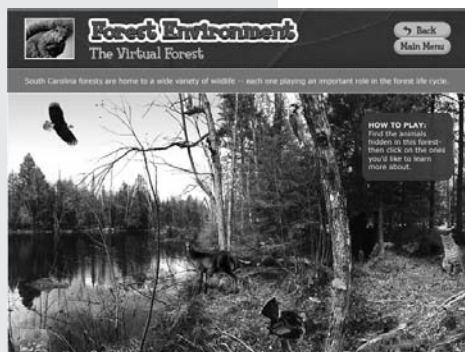 Forest Environment
The Virtual Forest
Back
Main Menu
South Carolina forests are home to a wide variety of wildlife -- each one playing an important role in the forest life cycle.
HOW TO PLAY:
Find the animals
hidden in this forest-
then click on the ones
you'd like to learn
more about.